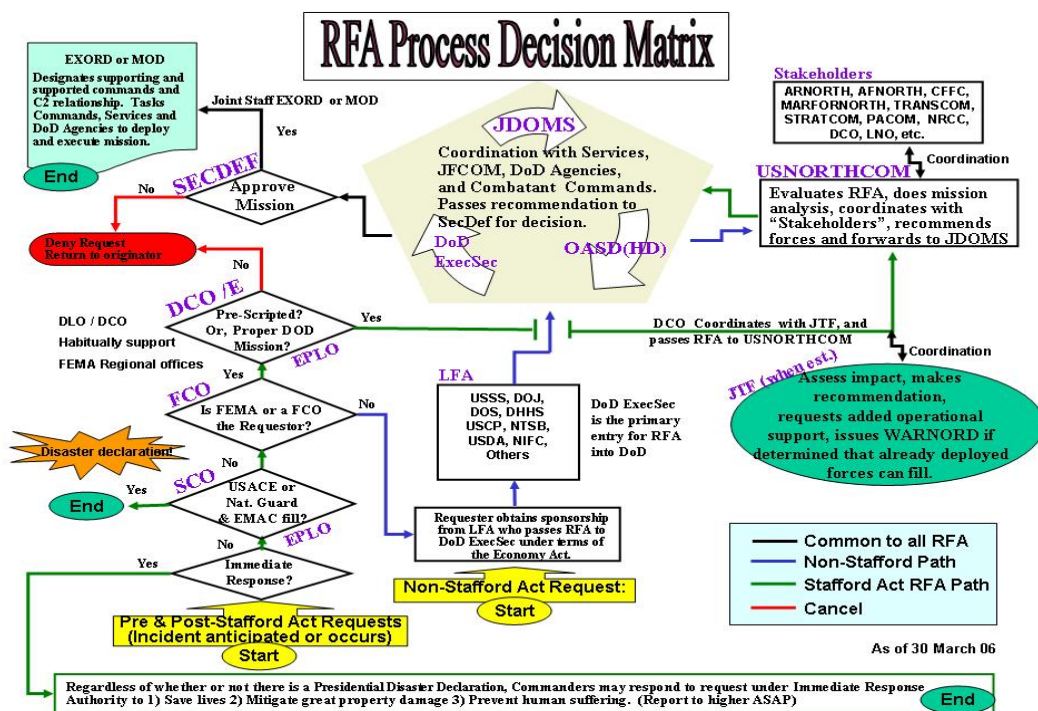 RFA Process Decision Matrix
EXORD or MOD
Designates supporting and
supported commands and
C2 relationship. Tasks
Commands, Services and
DoD Agencies to deploy
and execute mission.
End
Joint Staff EXORD or MOD
Yes
SECDEF
Approve
Mission
No
Deny Request
Return to originator
No
JDOMS
Coordination with Services,
JFCOM, DoD Agencies,
and Combatant Commands.
Passes recommendation to
SecDef for decision.
DoD
ExecSec
OASD(HD)
Stakeholders
ARNORTH, AFNORTH, CFFC,
MARFORNORTH, TRANSCOM,
STRATCOM, PACOM, NRCC,
DCO, LNO, etc.
Coordination
USNORTHCOM
Evaluates RFA, does mission
analysis, coordinates with
“Stakeholders”, recommends
forces and forwards to JDOMS
DCO /E
Pre-Scripted?
Or, Proper DOD
Mission?
Yes
EPLO
DLO / DCO
Habitually support
FEMA Regional offices
DCO Coordinates with JTF, and
passes RFA to USNORTHCOM
Coordination
JTF (when est.)
Assess impact, makes
recommendation,
requests added operational
support, issues WARNORD if
determined that already deployed
forces can fill.
Yes
FCO
Is FEMA or a FCO
the Requestor?
No
LFA
USSS, DOJ,
DOS, DHHS
USCP, NTSB,
USDA, NIFC,
Others
DoD ExecSec
is the primary
entry for RFA
into DoD
Disaster declaration!
No
SCO
USACE or
Nat. Guard
& EMAC fill?
Yes
End
No
EPLO
Requester obtains sponsorship
from LFA who passes RFA to
DoD ExecSec under terms of
the Economy Act.
Yes
Immediate
Response?
Non-Stafford Act Request:
Start
Pre & Post-Stafford Act Requests
(Incident anticipated or occurs)
Start
Common to all RFA
Non-Stafford Path
Stafford Act RFA Path
Cancel
As of 30 March 06
Regardless of whether or not there is a Presidential Disaster Declaration, Commanders may respond to request under Immediate Response
Authority to 1) Save lives 2) Mitigate great property damage 3) Prevent human suffering. (Report to higher ASAP)
End